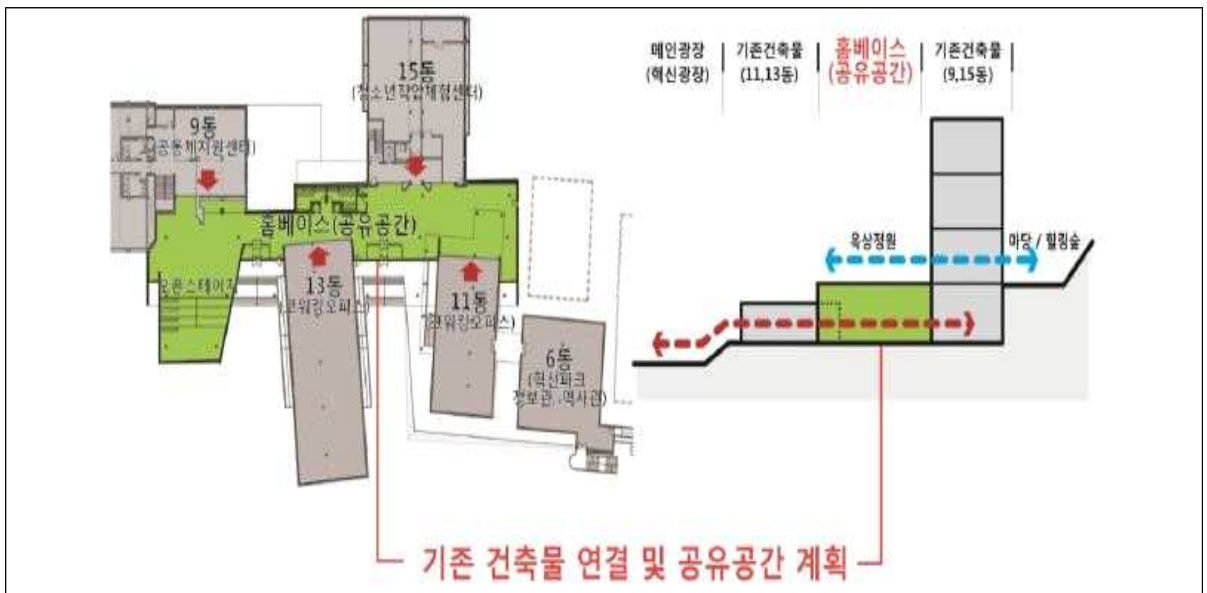 15동
(청소년직업체험센터)
9동
(공동체지원센터)
홈베이스(공유공간)
오픈스테이지
13동
(코워킹오피스)
11동
(코워킹오피스)
6동
(혁신파크
정보관, 역사관)
메인광장
(혁신광장)
기존건축물
(11,13동)
홈베이스
(공유공간)
기존건축물
(9,15동)
옥상정원
마당 / 힐링숲
기존 건축물 연결 및 공유공간 계획